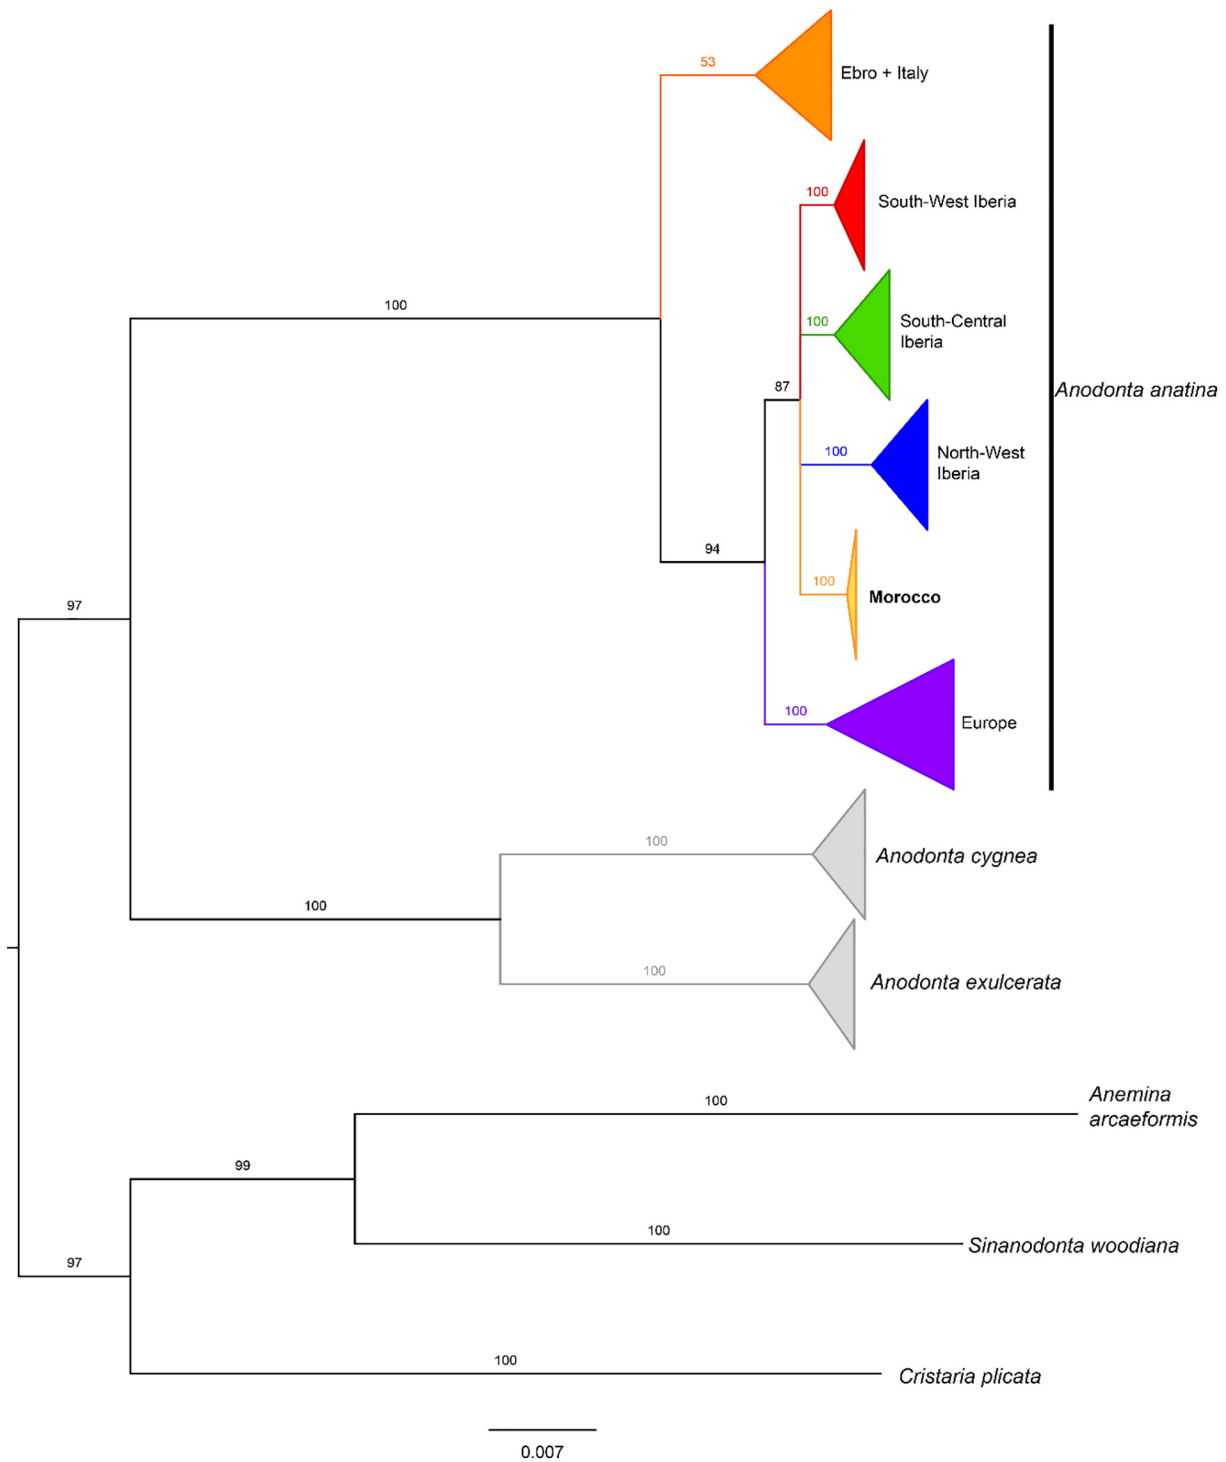 53
Ebro + Italy
100
South-West Iberia
100
100
South-Central
Iberia
87
Anodonta anatina
100
North-West
Iberia
94
100
Morocco
97
100
Europe
100
Anodonta cygnea
100
100
Anodonta exulcerata
100
Anemina
arcaeformis
99
100
Sinanodonta woodiana
97
100
Cristaria plicata
0.007